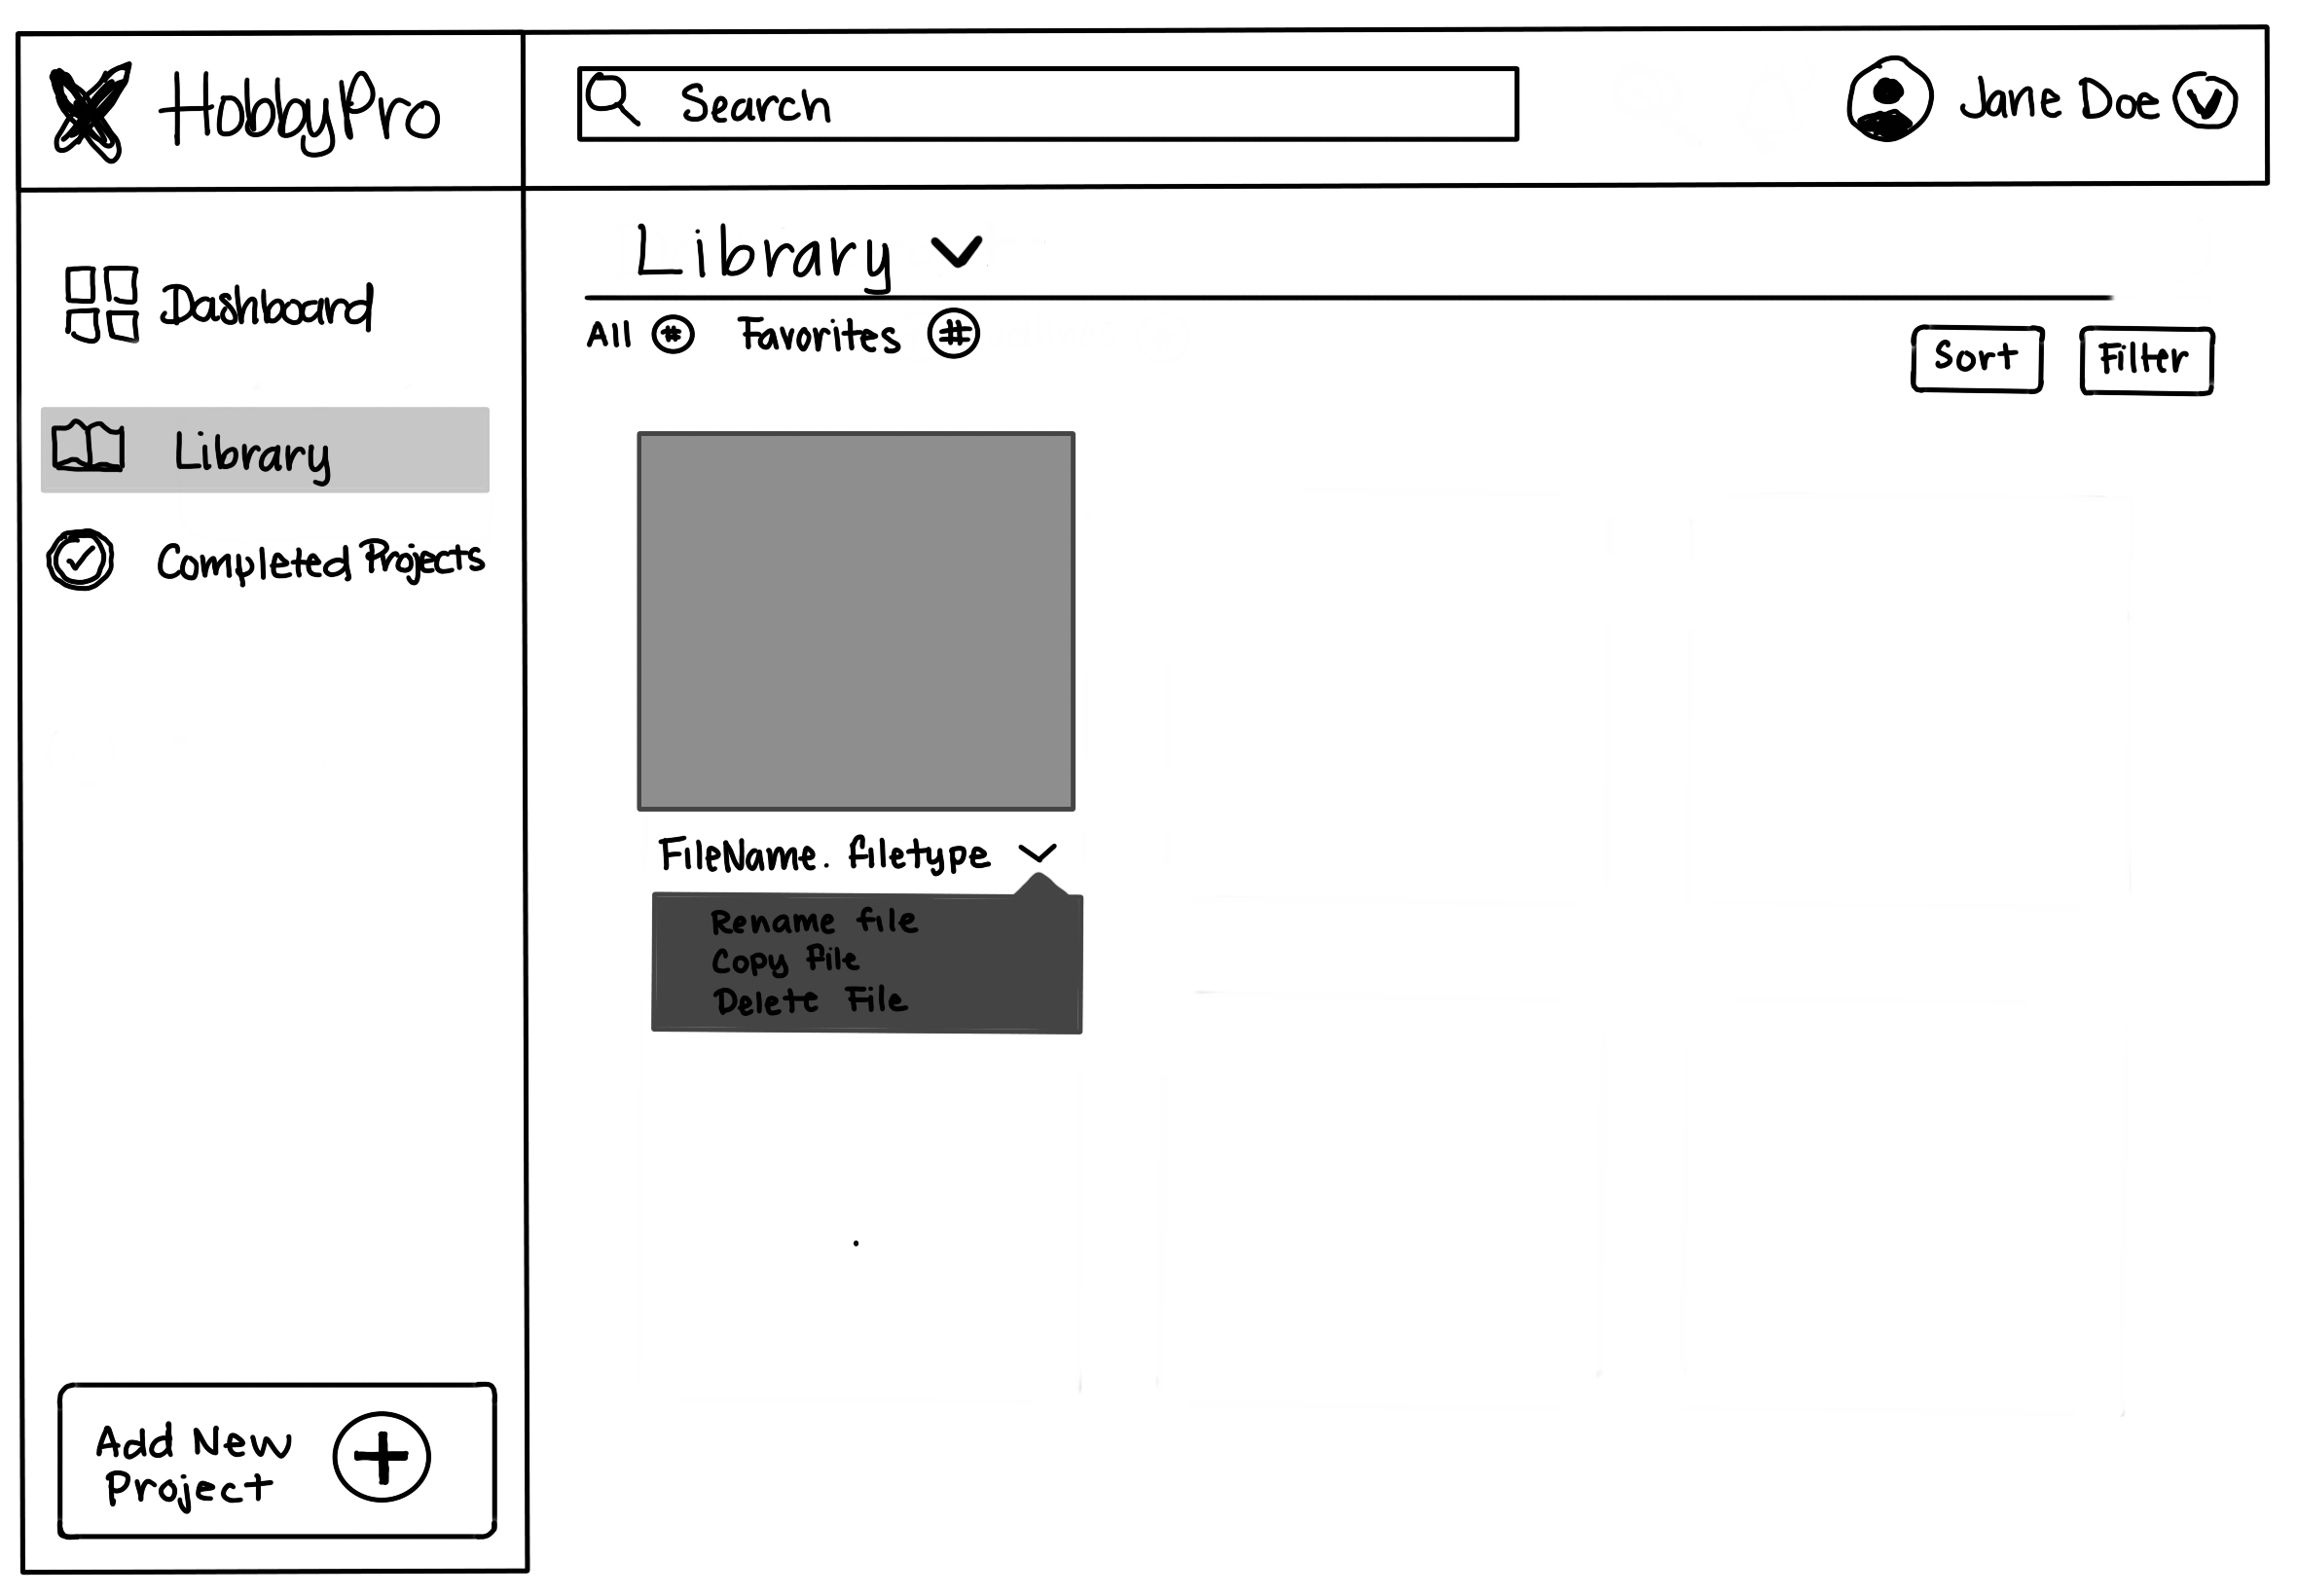 HobbyPro
Search
Jane Doe
Dashboard
Library
Completed Projects
Add New
Project
Library
All #
Favorites #
Sort
Filter
FileName. filetype
Rename file
Copy File
Delete File